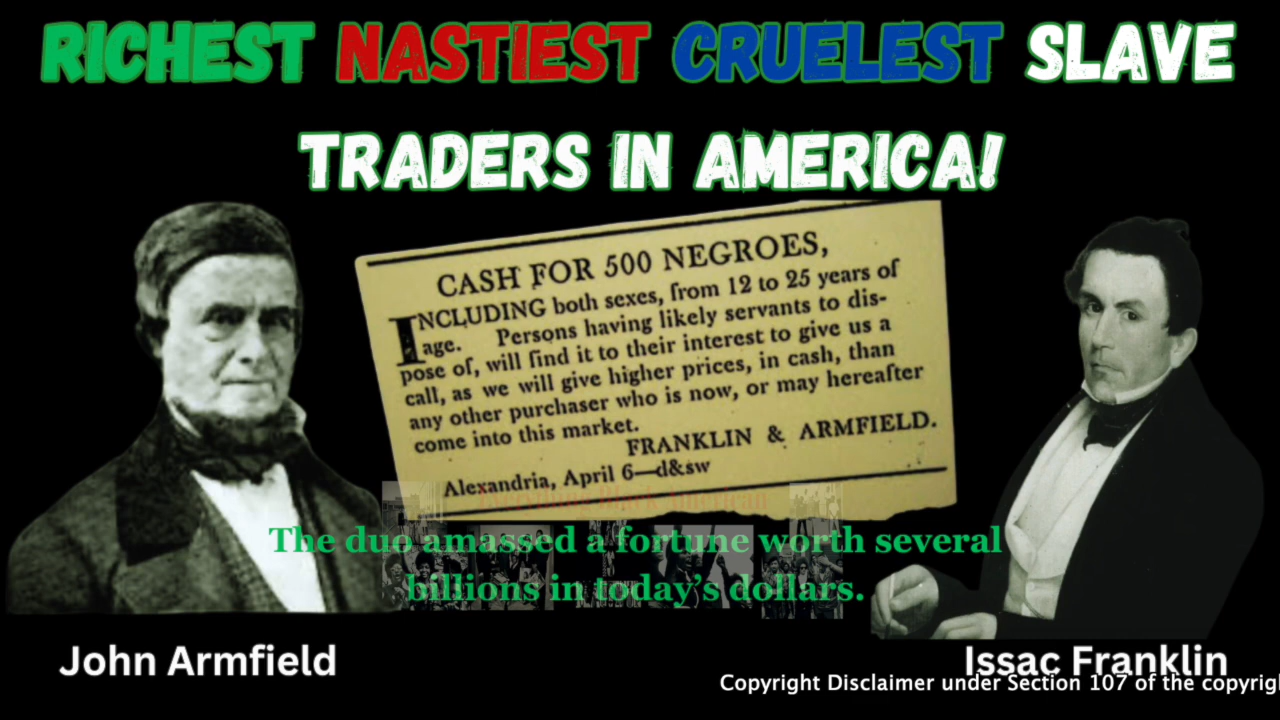 RICHEST NASTIEST CRUELEST SLAVE
TRADERS IN AMERICA!
CASH FOR 500 NEGROES,
INCLUDING both sexes, from 12 to 25 years of
age. Persons having likely servants to dis-
pose of, will find it to their interest to give us a
call, as we will give higher prices, in cash, than
any other purchaser who is now, or may hereafter
come into this market.
FRANKLIN & ARMFIELD.
Alexandria, April 6—d&sw
Everything Black American
The duo amassed a fortune worth several
billions in today’s dollars.
John Armfield
Issac Franklin
Copyright Disclaimer under Section 107 of the copyrig